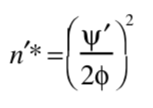 n′* = (ψ′ / 2ϕ)²